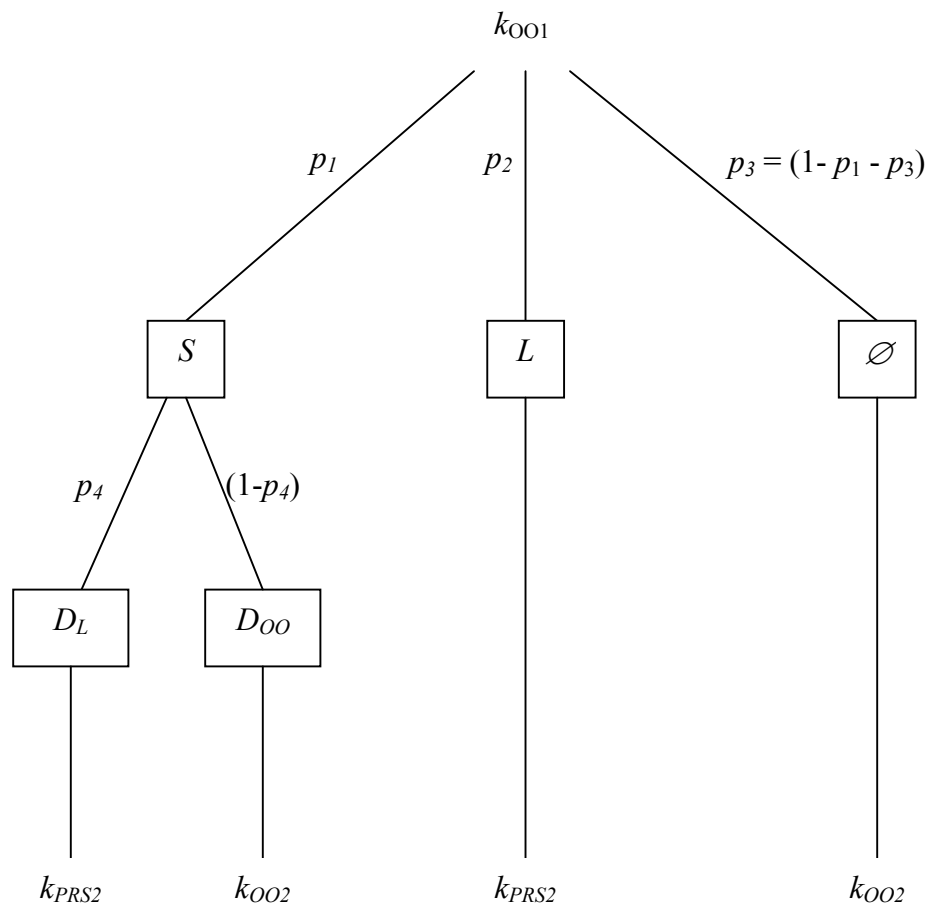 k_OO1
p_1
p_2
p_3 = (1- p_1 - p_3)
S
L
∅
p_4
(1-p_4)
D_L
D_OO
k_PRS2
k_OO2
k_PRS2
k_OO2